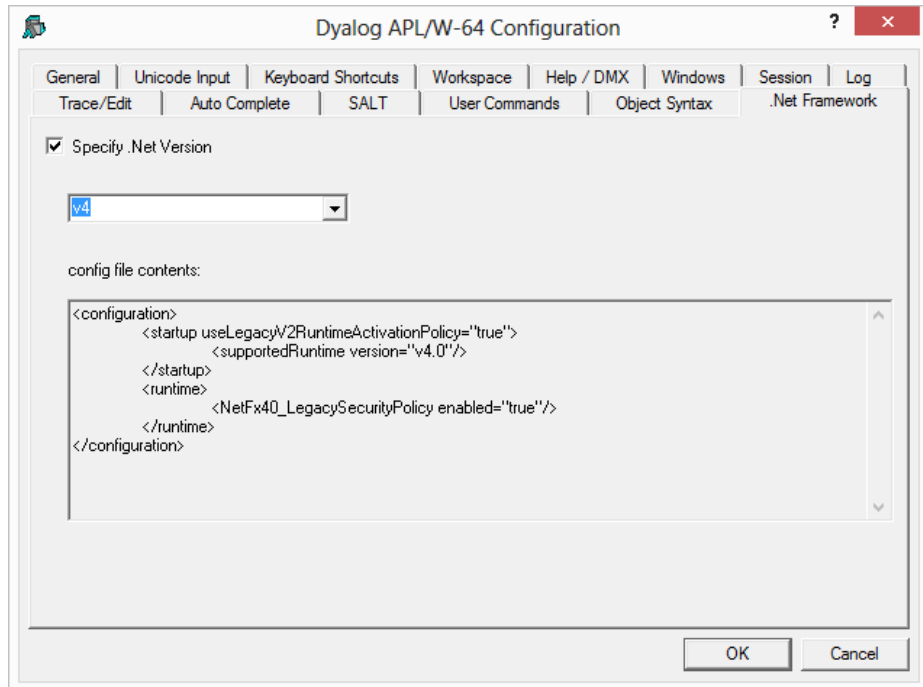 Dyalog APL/W-64 Configuration ? ×
General Unicode Input Keyboard Shortcuts Workspace Help / DMX Windows Session Log
Trace/Edit Auto Complete SALT User Commands Object Syntax .Net Framework
Specify .Net Version
v4
config file contents:
<configuration>
<startup useLegacyV2RuntimeActivationPolicy="true">
<supportedRuntime version="v4.0"/>
</startup>
<runtime>
<NetFx40_LegacySecurityPolicy enabled="true"/>
</runtime>
</configuration>
OK Cancel